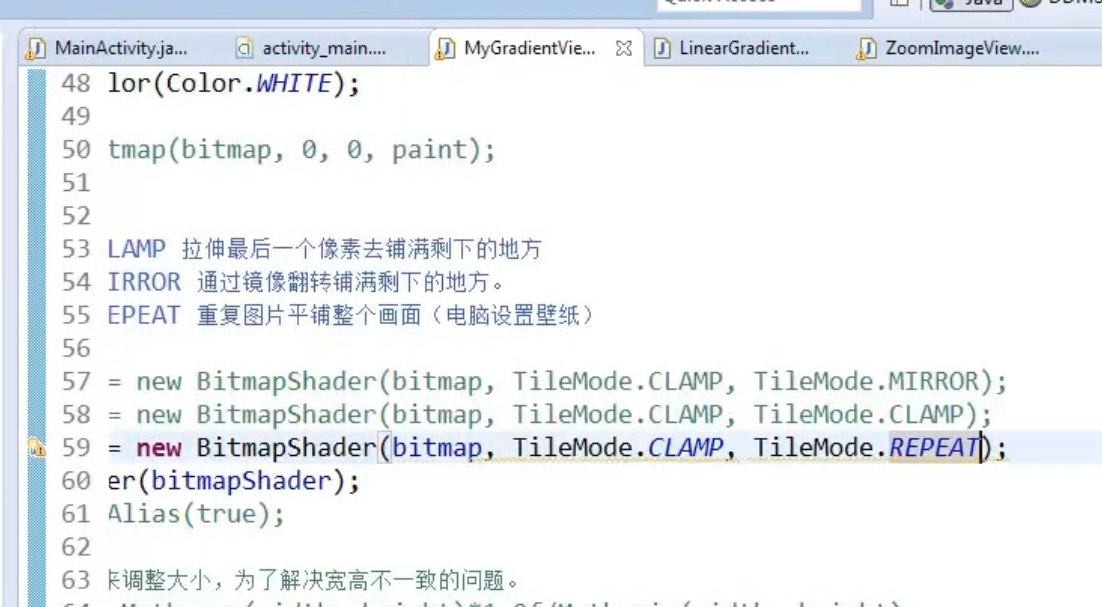 Java
MainActivity.ja...
activity_main....
MyGradientVie...
LinearGradient...
ZoomImageView....
48 lor(Color.WHITE);
49
50 tmap(bitmap, 0, 0, paint);
51
52
53 LAMP 拉伸最后一个像素去铺满剩下的地方
54 IRROR 通过镜像翻转铺满剩下的地方。
55 EPEAT 重复图片平铺整个画面（电脑设置壁纸）
56
57 = new BitmapShader(bitmap, TileMode.CLAMP, TileMode.MIRROR);
58 = new BitmapShader(bitmap, TileMode.CLAMP, TileMode.CLAMP);
59 = new BitmapShader(bitmap, TileMode.CLAMP, TileMode.REPEAT);
60 er(bitmapShader);
61 Alias(true);
62
63 调整大小，为了解决宽高不一致的问题。